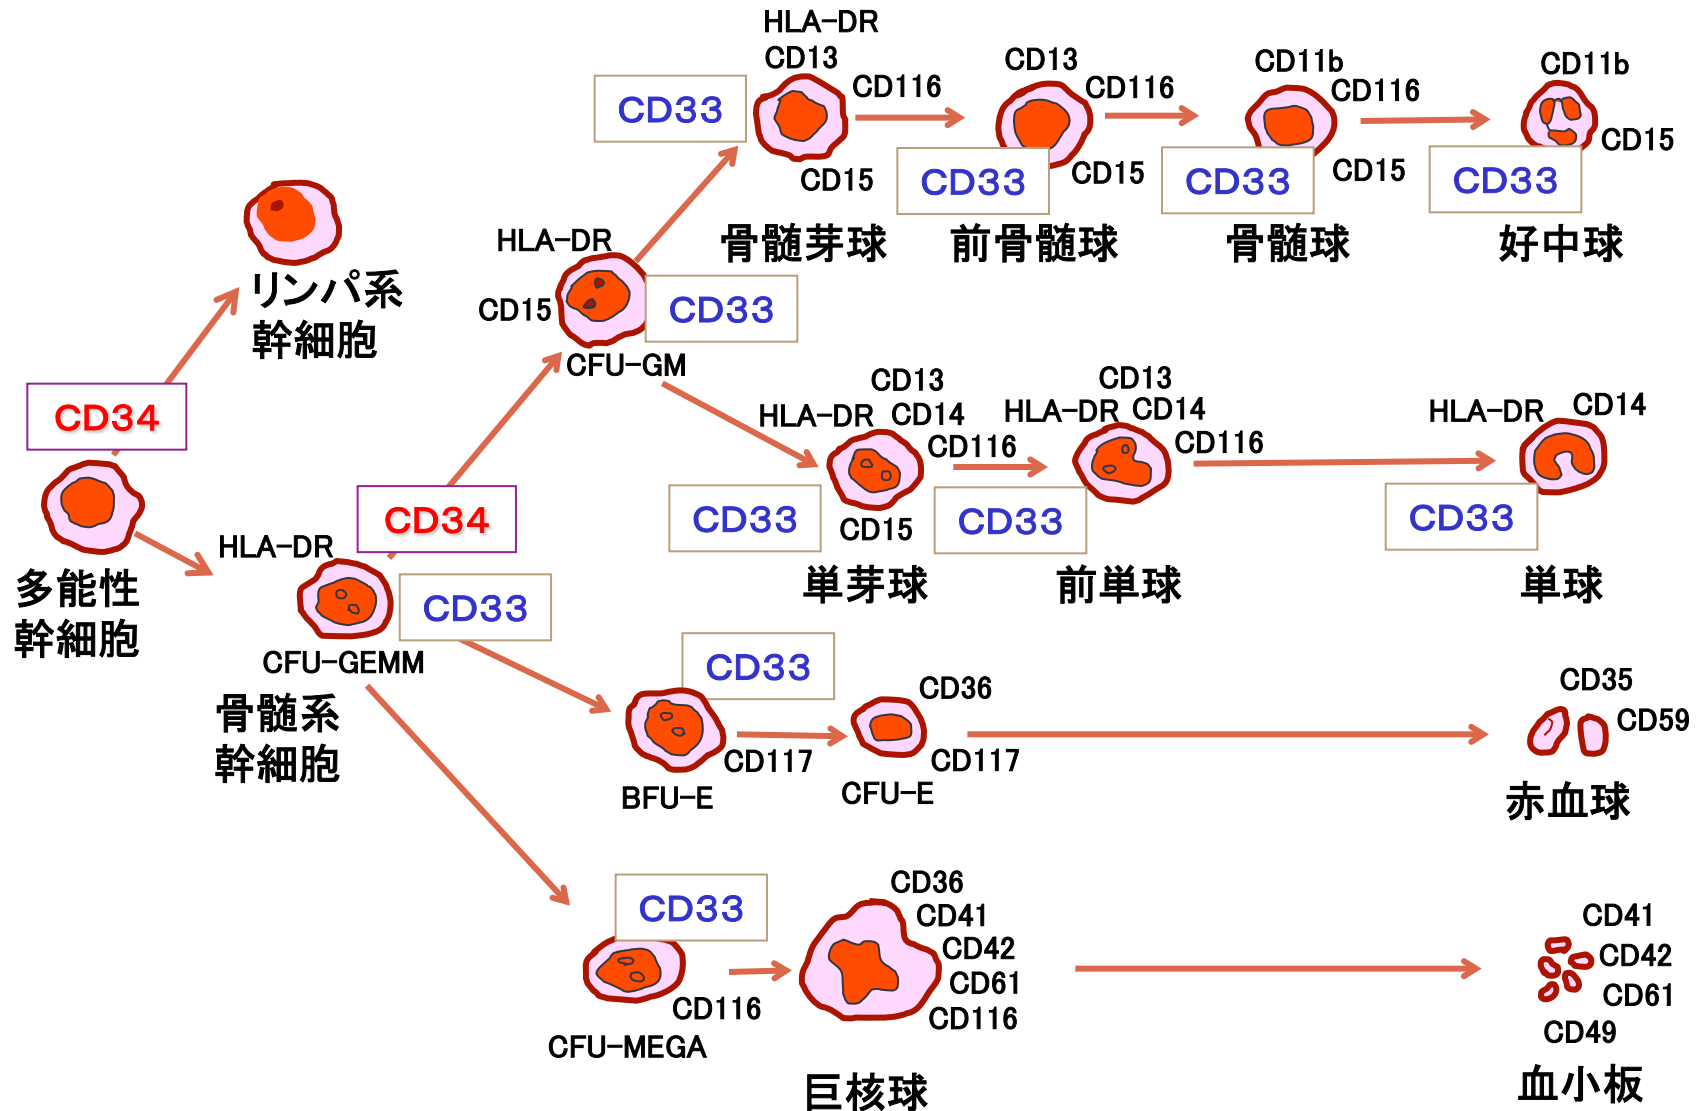 HLA-DR
CD13
CD33
CD116
CD15
骨髄芽球
CD13
CD116
CD33
CD15
前骨髄球
CD11b
CD116
CD33
CD15
骨髄球
CD11b
CD15
CD33
好中球
リンパ系
幹細胞
HLA-DR
CD15
CD33
CFU-GM
CD34
多能性
幹細胞
CD13
HLA-DR
CD14
CD116
CD33
CD15
単芽球
CD13
HLA-DR
CD14
CD116
CD33
前単球
HLA-DR
CD14
CD33
単球
CD34
HLA-DR
CD33
CFU-GEMM
骨髄系
幹細胞
CD33
CD117
BFU-E
CD36
CD117
CFU-E
CD35
CD59
赤血球
CD33
CD116
CFU-MEGA
CD36
CD41
CD42
CD61
CD116
巨核球
CD41
CD42
CD61
CD49
血小板